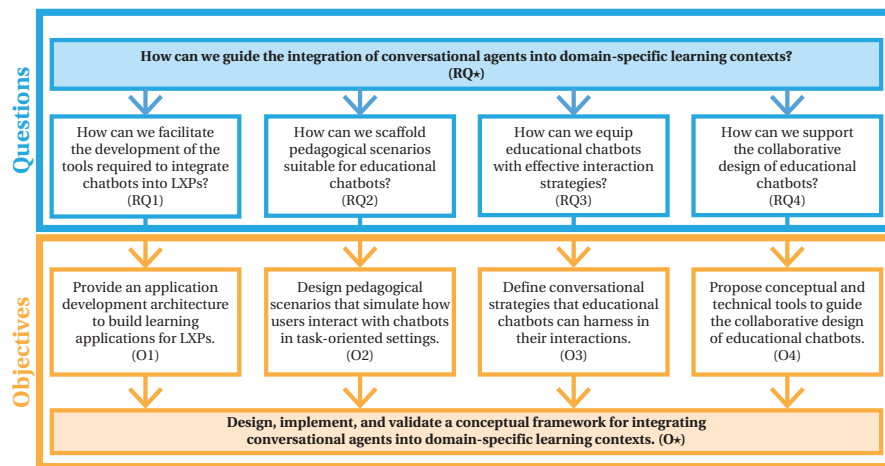 Questions
How can we guide the integration of conversational agents into domain-specific learning contexts?
(RQ⋆)
How can we facilitate
the development of the
tools required to integrate
chatbots into LXPs?
(RQ1)
How can we scaffold
pedagogical scenarios
suitable for educational
chatbots?
(RQ2)
How can we equip
educational chatbots
with effective interaction
strategies?
(RQ3)
How can we support
the collaborative
design of educational
chatbots?
(RQ4)
Objectives
Provide an application
development architecture
to build learning
applications for LXPs.
(O1)
Design pedagogical
scenarios that simulate how
users interact with chatbots
in task-oriented settings.
(O2)
Define conversational
strategies that educational
chatbots can harness in
their interactions.
(O3)
Propose conceptual and
technical tools to guide
the collaborative design
of educational chatbots.
(O4)
Design, implement, and validate a conceptual framework for integrating
conversational agents into domain-specific learning contexts. (O⋆)